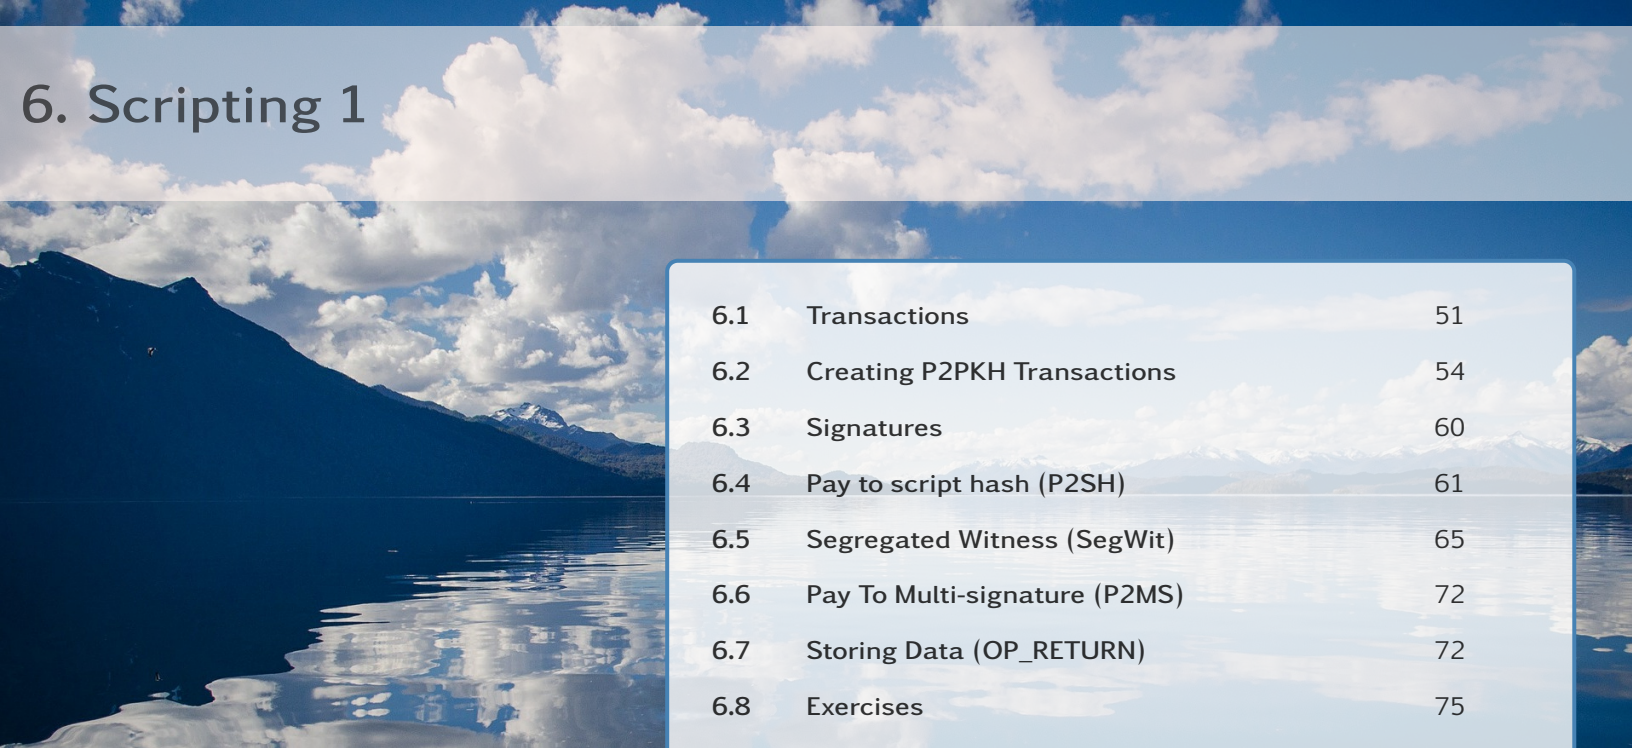 6. Scripting 1
6.1 Transactions 51
6.2 Creating P2PKH Transactions 54
6.3 Signatures 60
6.4 Pay to script hash (P2SH) 61
6.5 Segregated Witness (SegWit) 65
6.6 Pay To Multi-signature (P2MS) 72
6.7 Storing Data (OP_RETURN) 72
6.8 Exercises 75